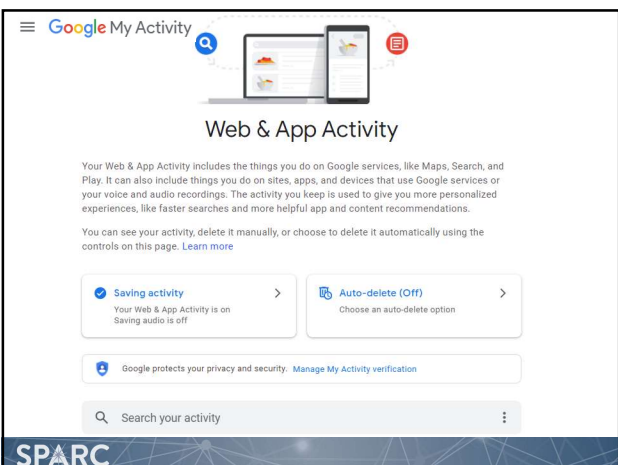 Google My Activity
Web & App Activity
Your Web & App Activity includes the things you do on Google services, like Maps, Search, and
Play. It can also include things you do on sites, apps, and devices that use Google services or
your voice and audio recordings. The activity you keep is used to give you more personalized
experiences, like faster searches and more helpful app and content recommendations.
You can see your activity, delete it manually, or choose to delete it automatically using the
controls on this page. Learn more
Saving activity
Your Web & App Activity is on
Saving audio is off
Auto-delete (Off)
Choose an auto-delete option
Google protects your privacy and security. Manage My Activity verification
Search your activity
SPARC